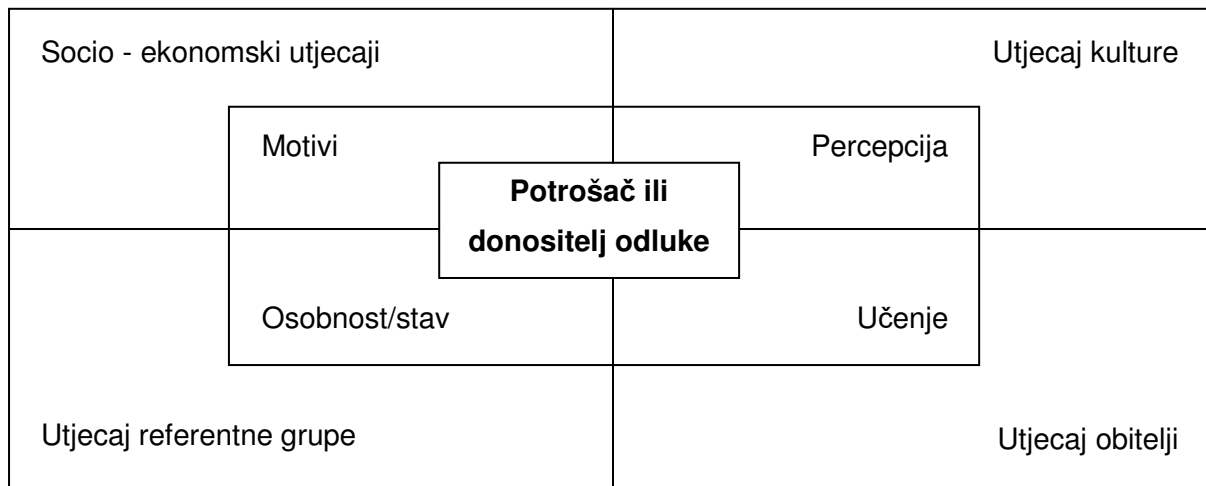 Socio - ekonomski utjecaji
Utjecaj kulture
Motivi
Percepcija
Potrošač ili
donositelj odluke
Osobnost/stav
Učenje
Utjecaj referentne grupe
Utjecaj obitelji